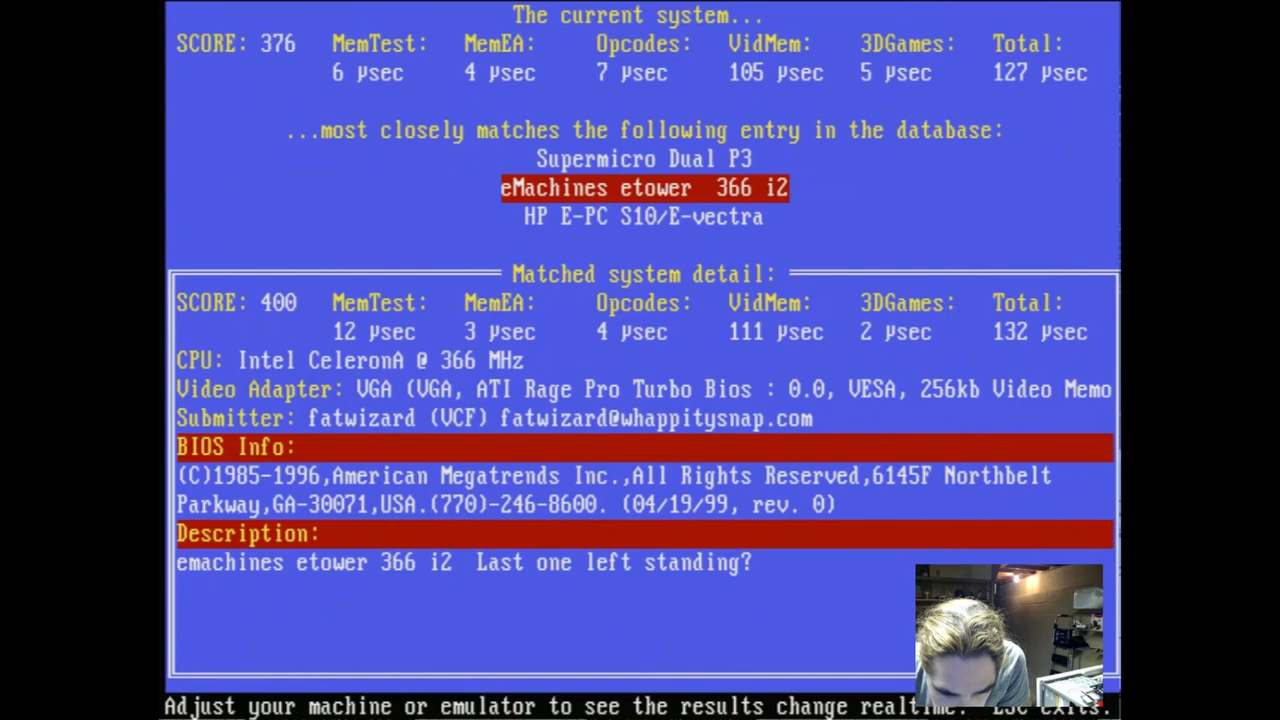 The current system...
SCORE: 376 MemTest: MemEA: Opcodes: VidMem: 3DGames: Total:
6 µsec 4 µsec 7 µsec 105 µsec 5 µsec 127 µsec
...most closely matches the following entry in the database:
Supermicro Dual P3
eMachines etower 366 i2
HP E-PC S10/E-vectra
Matched system detail:
SCORE: 400 MemTest: MemEA: Opcodes: VidMem: 3DGames: Total:
12 µsec 3 µsec 4 µsec 111 µsec 2 µsec 132 µsec
CPU: Intel CeleronA @ 366 MHz
Video Adapter: VGA (VGA, ATI Rage Pro Turbo Bios : 0.0, VESA, 256kb Video Memo
Submitter: fatwizard (VCF) fatwizard@whappitysnap.com
BIOS Info:
(C)1985-1996,American Megatrends Inc.,All Rights Reserved,6145F Northbelt
Parkway,GA-30071,USA.(770)-246-8600. (04/19/99, rev. 0)
Description:
emachines etower 366 i2 Last one left standing?
Adjust your machine or emulator to see the results change realtime. Esc exits.